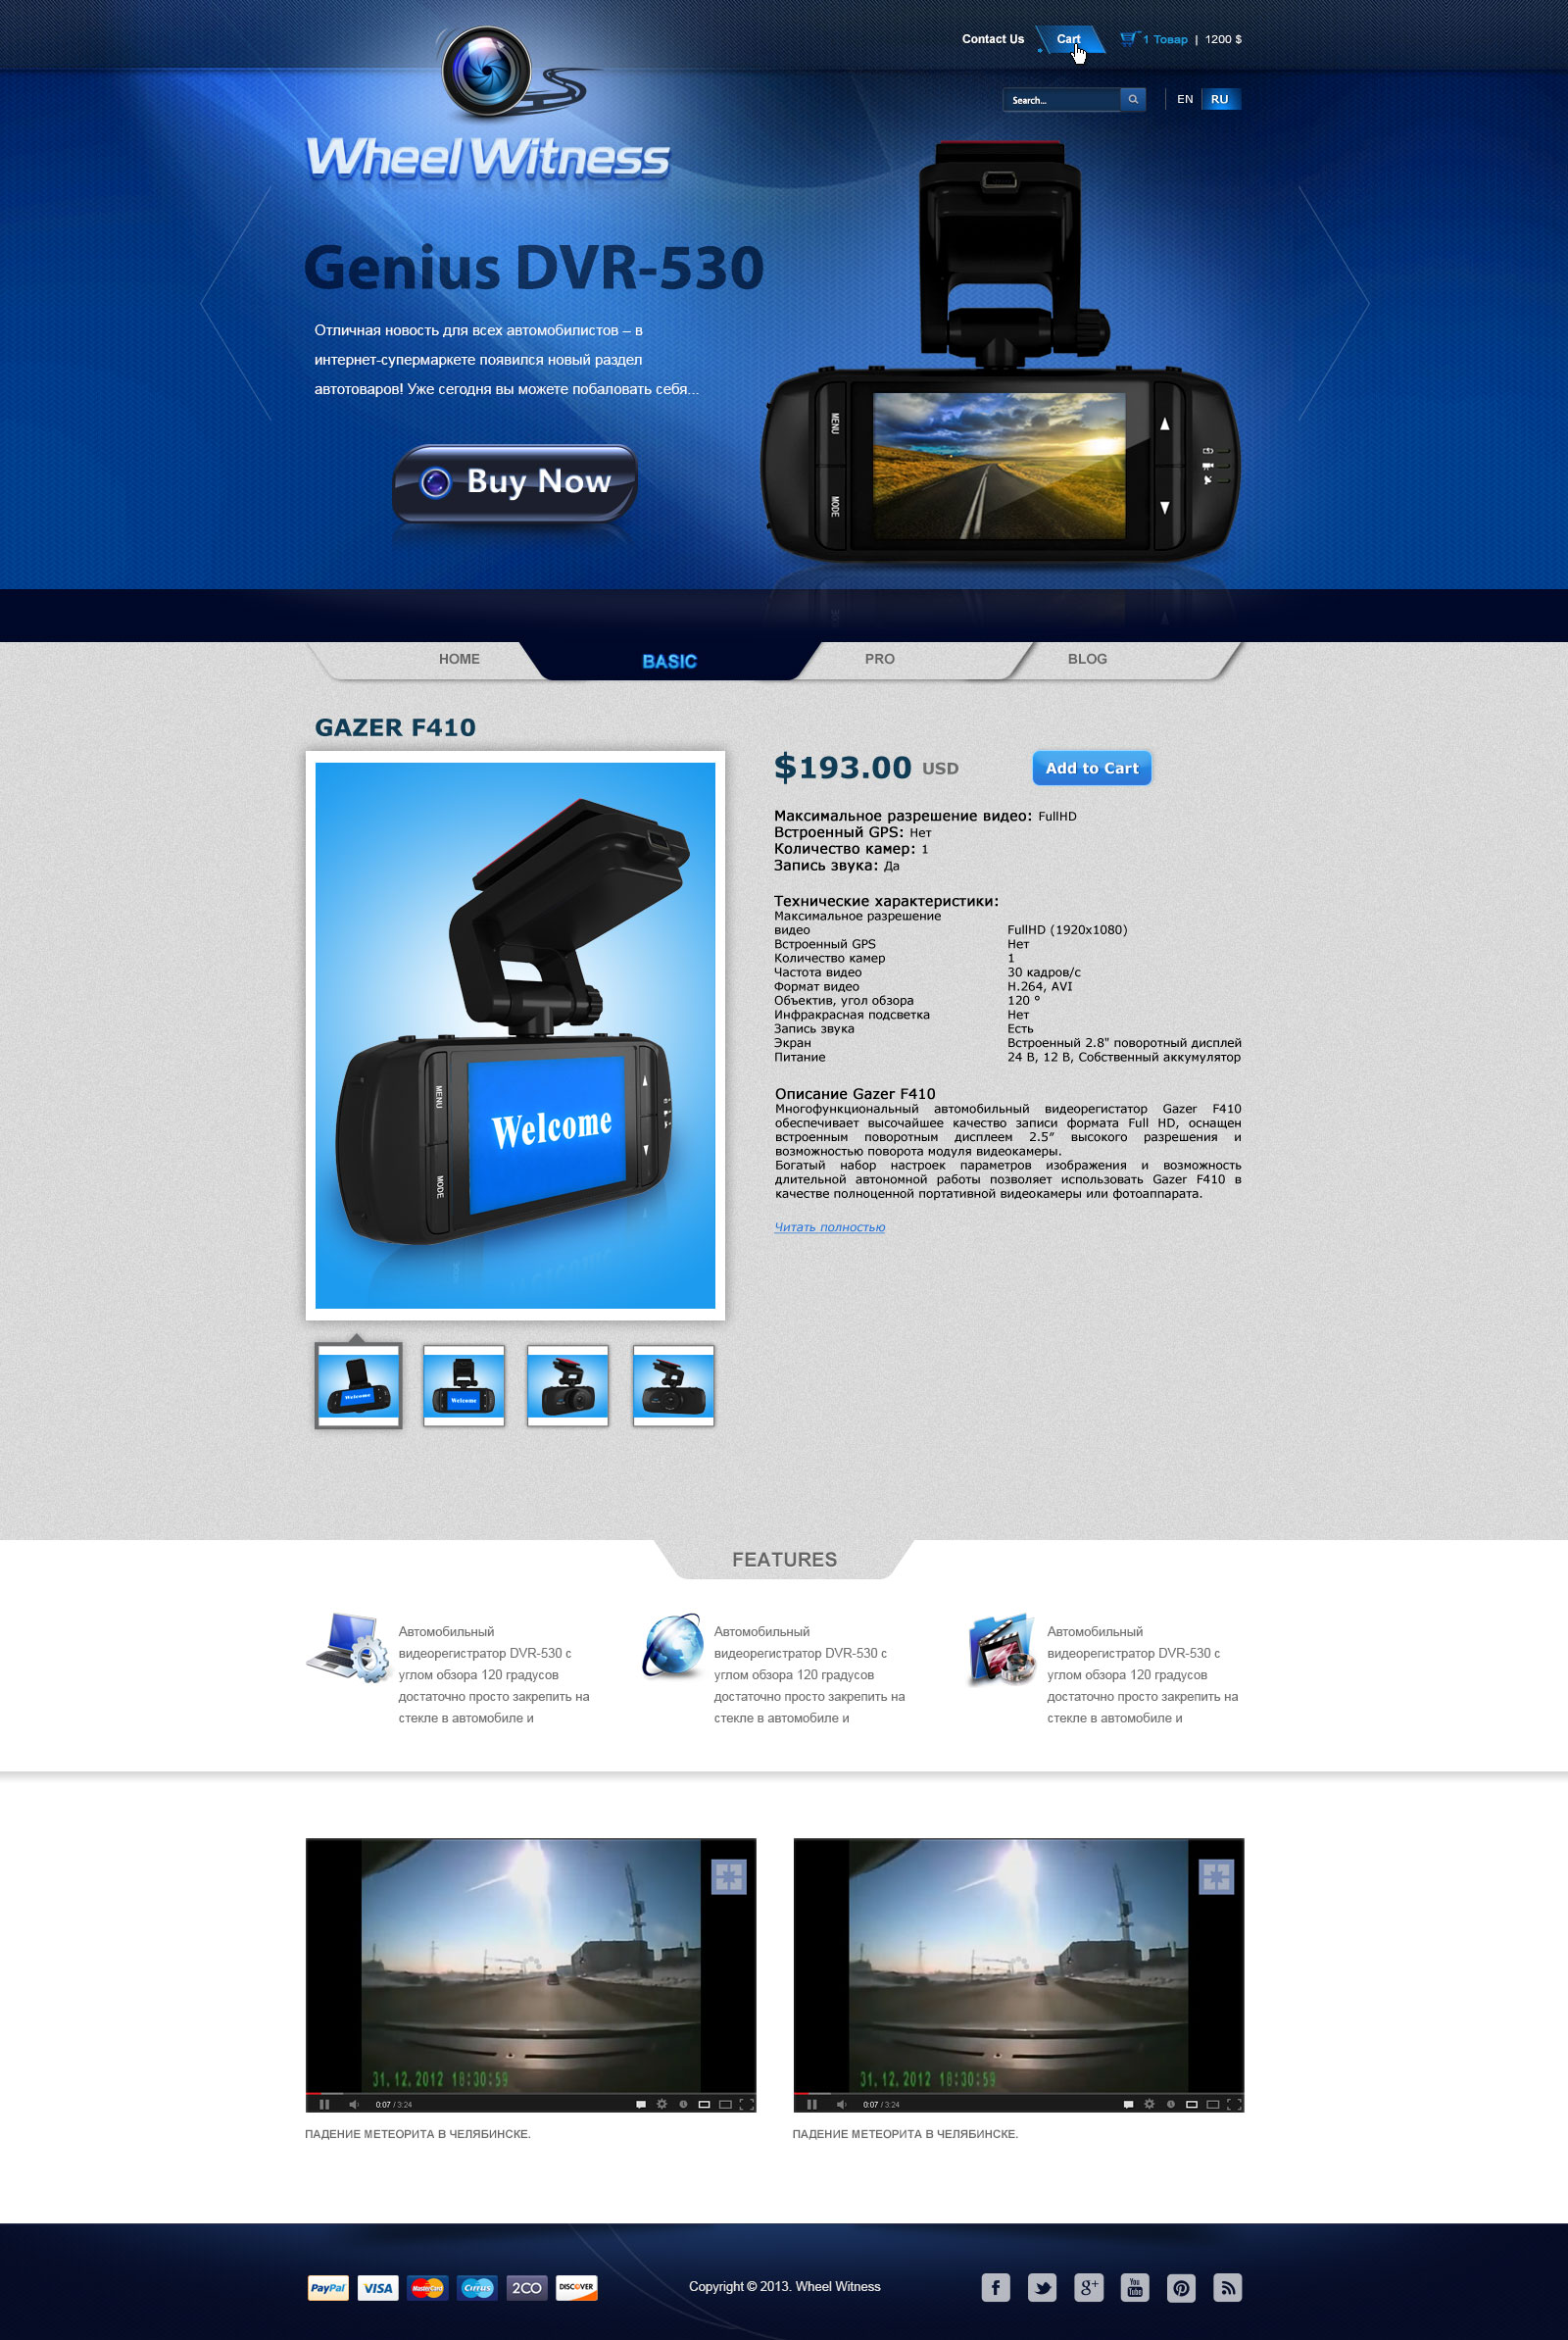 Contact Us
Cart
1 Товар | 1200 $
Search...
EN
RU
Wheel Witness
Genius DVR-530
Отличная новость для всех автомобилистов – в
интернет-супермаркете появился новый раздел
автотоваров! Уже сегодня вы можете побаловать себя...
Buy Now
MENU
MODE
HOME
BASIC
PRO
BLOG
GAZER F410
MENU
MODE
Welcome
Welcome
Welcome
$193.00 USD
Add to Cart
Максимальное разрешение видео: FullHD
Встроенный GPS: Нет
Количество камер: 1
Запись звука: Да
Технические характеристики:
Максимальное разрешение
видео FullHD (1920x1080)
Встроенный GPS Нет
Количество камер 1
Частота видео 30 кадров/с
Формат видео H.264, AVI
Объектив, угол обзора 120 °
Инфракрасная подсветка Нет
Запись звука Есть
Экран Встроенный 2.8" поворотный дисплей
Питание 24 В, 12 В, Собственный аккумулятор
Описание Gazer F410
Многофункциональный автомобильный видеорегистатор Gazer F410
обеспечивает высочайшее качество записи формата Full HD, оснащен
встроенным поворотным дисплеем 2.5” высокого разрешения и
возможностью поворота модуля видеокамеры.
Богатый набор настроек параметров изображения и возможность
длительной автономной работы позволяет использовать Gazer F410 в
качестве полноценной портативной видеокамеры или фотоаппарата.
Читать полностью
FEATURES
Автомобильный
видеорегистратор DVR-530 с
углом обзора 120 градусов
достаточно просто закрепить на
стекле в автомобиле и
Автомобильный
видеорегистратор DVR-530 с
углом обзора 120 градусов
достаточно просто закрепить на
стекле в автомобиле и
Автомобильный
видеорегистратор DVR-530 с
углом обзора 120 градусов
достаточно просто закрепить на
стекле в автомобиле и
31.12.2012 18:30:59
0:07 / 3:24
ПАДЕНИЕ МЕТЕОРИТА В ЧЕЛЯБИНСКЕ.
31.12.2012 18:30:59
0:07 / 3:24
ПАДЕНИЕ МЕТЕОРИТА В ЧЕЛЯБИНСКЕ.
PayPal
VISA
MasterCard
Cirrus
2CO
DISCOVER
Copyright © 2013. Wheel Witness
f
g+
You
Tube